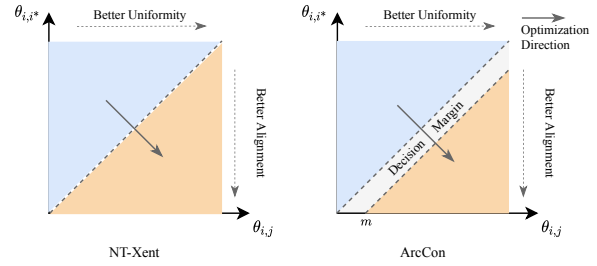 θi,i*
Better Uniformity
Better Alignment
θi,j
NT-Xent
θi,i*
Better Uniformity
Optimization
Direction
Decision Margin
Better Alignment
m
θi,j
ArcCon